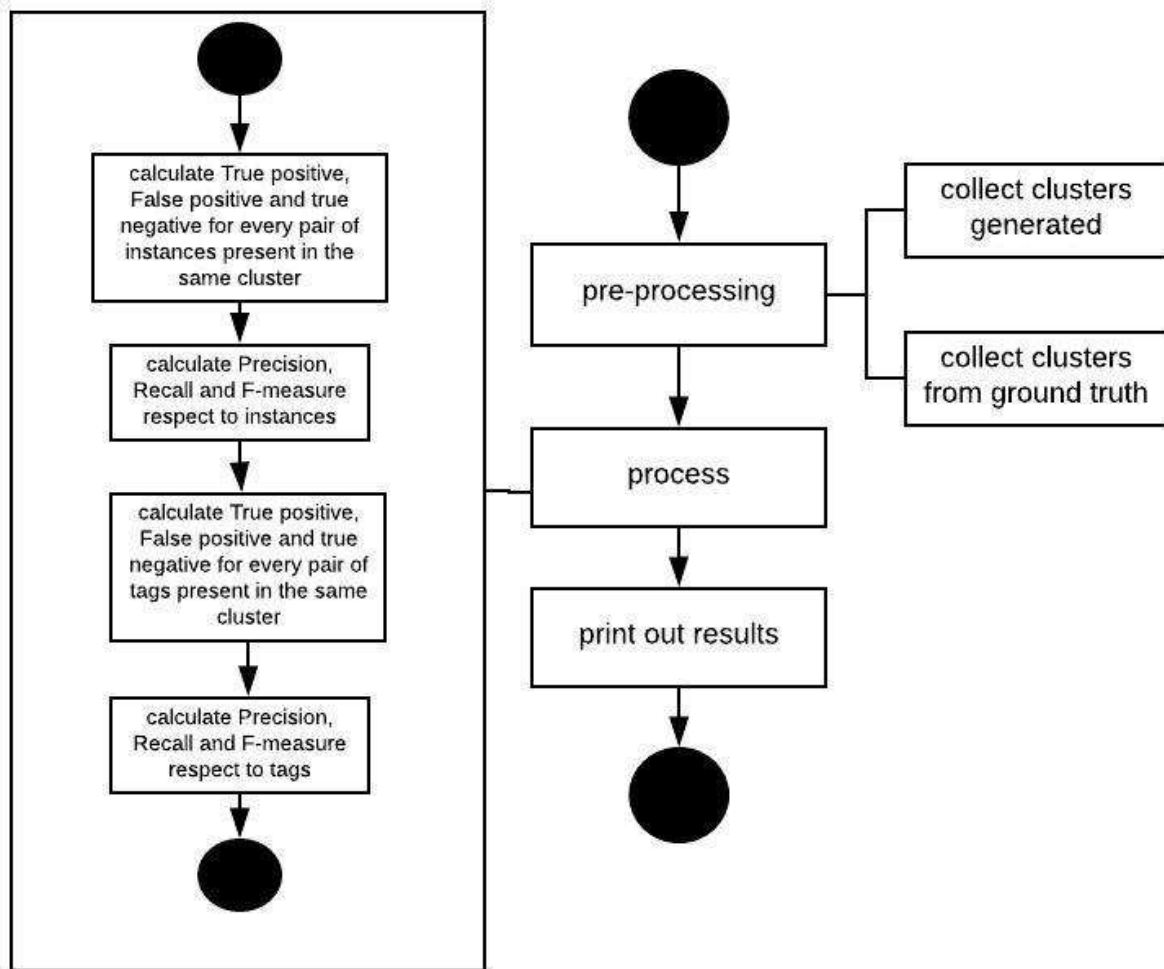 calculate True positive,
False positive and true
negative for every pair of
instances present in the
same cluster
calculate Precision,
Recall and F-measure
respect to instances
calculate True positive,
False positive and true
negative for every pair of
tags present in the same
cluster
calculate Precision,
Recall and F-measure
respect to tags
pre-processing
process
print out results
collect clusters
generated
collect clusters
from ground truth